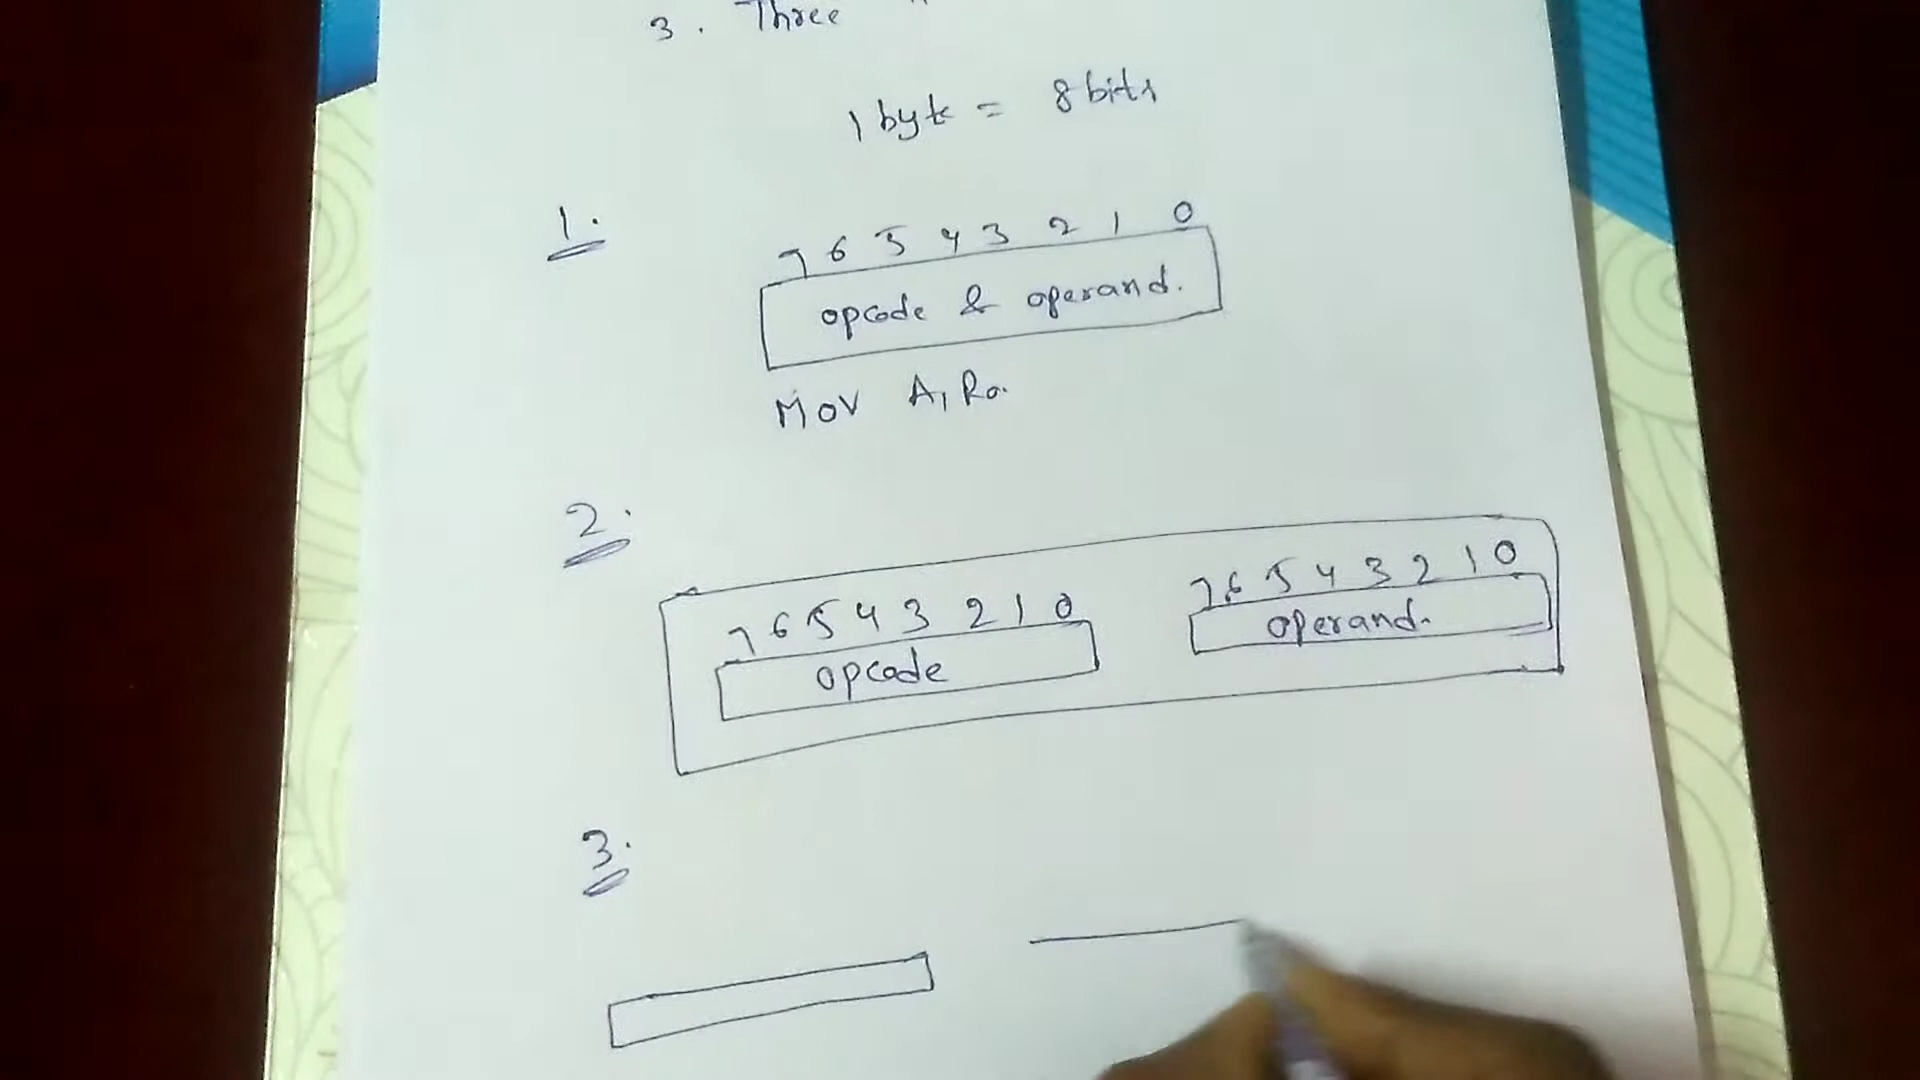 3. Three "
1 byte = 8 bits
1.
7 6 5 4 3 2 1 0
opcode & operand.
MOV A, R0.
2.
7 6 5 4 3 2 1 0 7 6 5 4 3 2 1 0
opcode operand.
3.